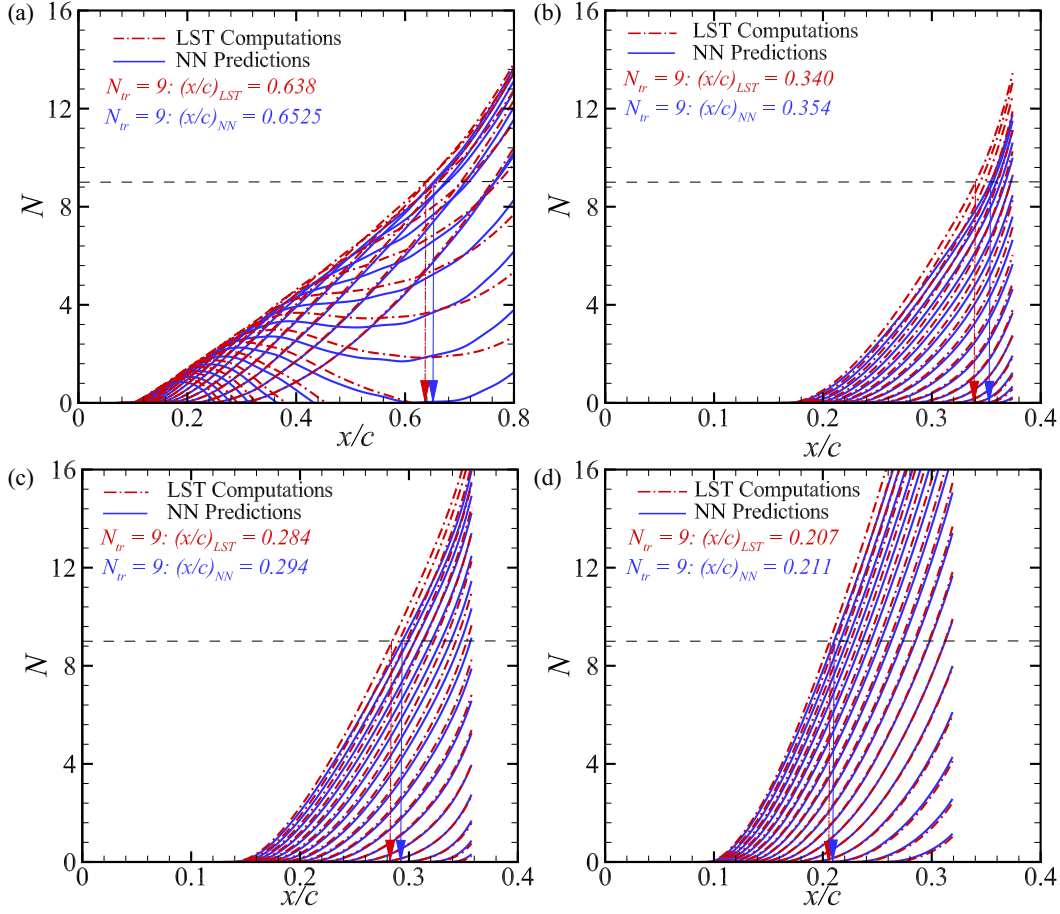 (a)
LST Computations
NN Predictions
N_tr = 9: (x/c)_LST = 0.638
N_tr = 9: (x/c)_NN = 0.6525
N
16
12
8
4
0
0 0.2 0.4 0.6 0.8
x/c
(b)
LST Computations
NN Predictions
N_tr = 9: (x/c)_LST = 0.340
N_tr = 9: (x/c)_NN = 0.354
N
16
12
8
4
0
0 0.1 0.2 0.3 0.4
x/c
(c)
LST Computations
NN Predictions
N_tr = 9: (x/c)_LST = 0.284
N_tr = 9: (x/c)_NN = 0.294
N
16
12
8
4
0
0 0.1 0.2 0.3 0.4
x/c
(d)
LST Computations
NN Predictions
N_tr = 9: (x/c)_LST = 0.207
N_tr = 9: (x/c)_NN = 0.211
N
16
12
8
4
0
0 0.1 0.2 0.3 0.4
x/c